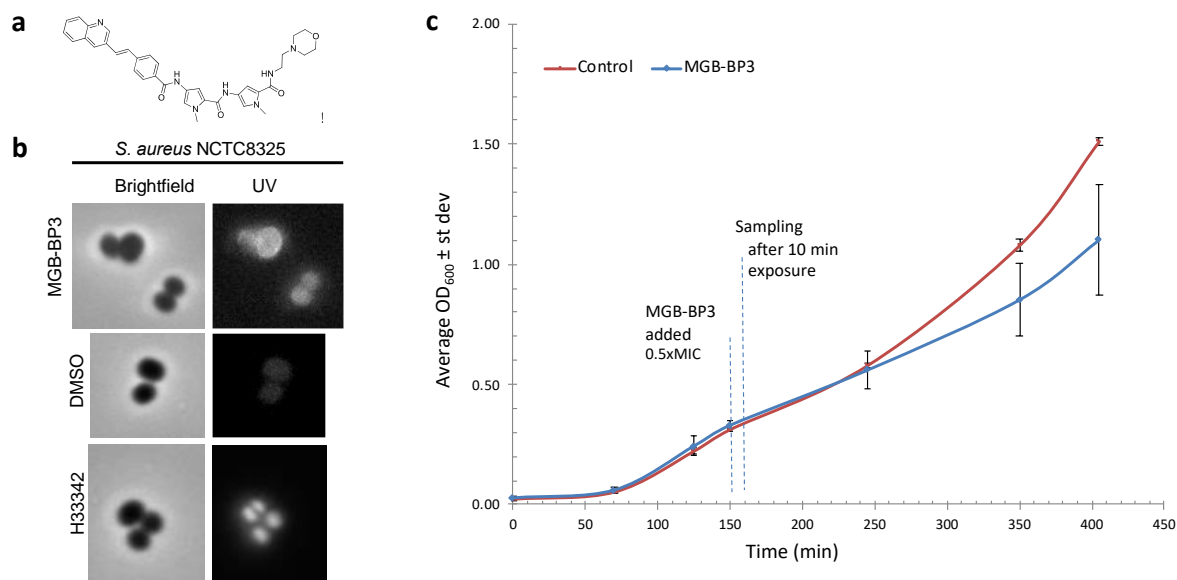 a
N
O
H
N
O
N
H
N
O
N
HN
O
N
O
!
b
S. aureus NCTC8325
Brightfield UV
MGB-BP3
DMSO
H33342
c
Average OD600 ± st dev
2.00
1.50
1.00
0.50
0.00
Control MGB-BP3
MGB-BP3
added
0.5xMIC
Sampling
after 10 min
exposure
0 50 100 150 200 250 300 350 400 450
Time (min)